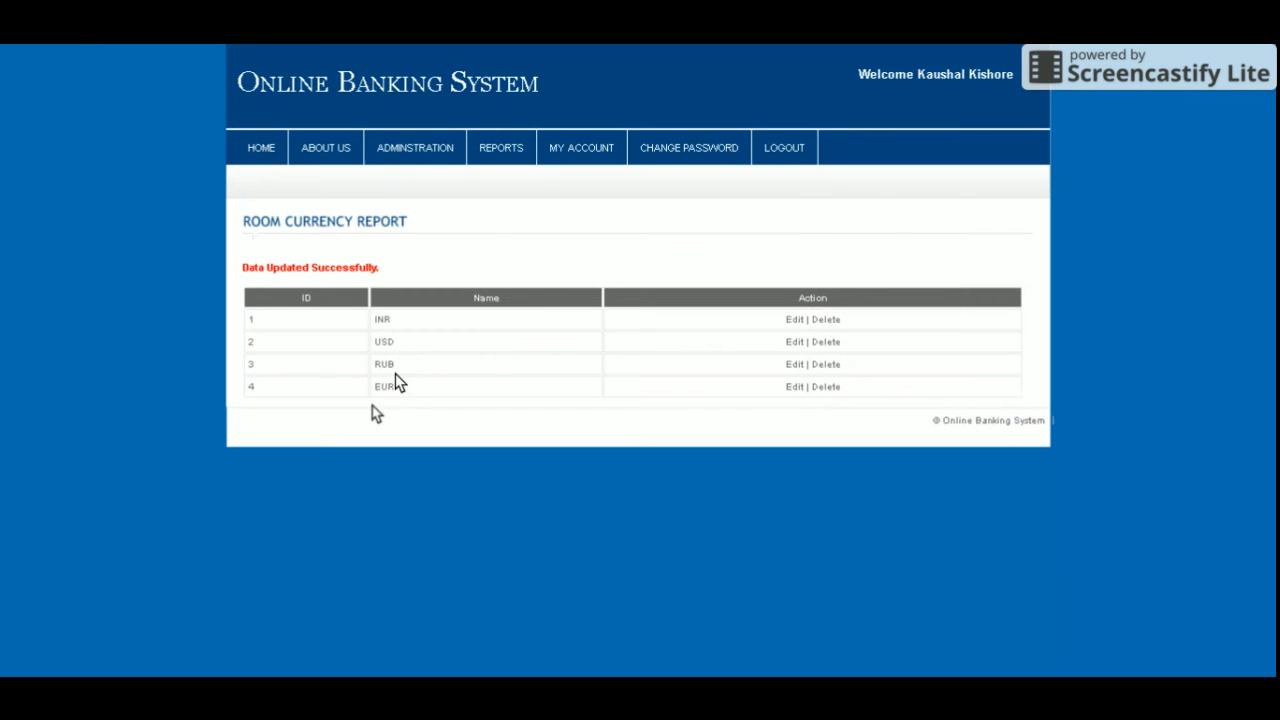 powered by
Screencastify Lite
ONLINE BANKING SYSTEM
Welcome Kaushal Kishore
HOME ABOUT US ADMINSTRATION REPORTS MY ACCOUNT CHANGE PASSWORD LOGOUT
ROOM CURRENCY REPORT
Data Updated Successfully.
ID Name Action
1 INR Edit | Delete
2 USD Edit | Delete
3 RUB Edit | Delete
4 EUR Edit | Delete
© Online Banking System |